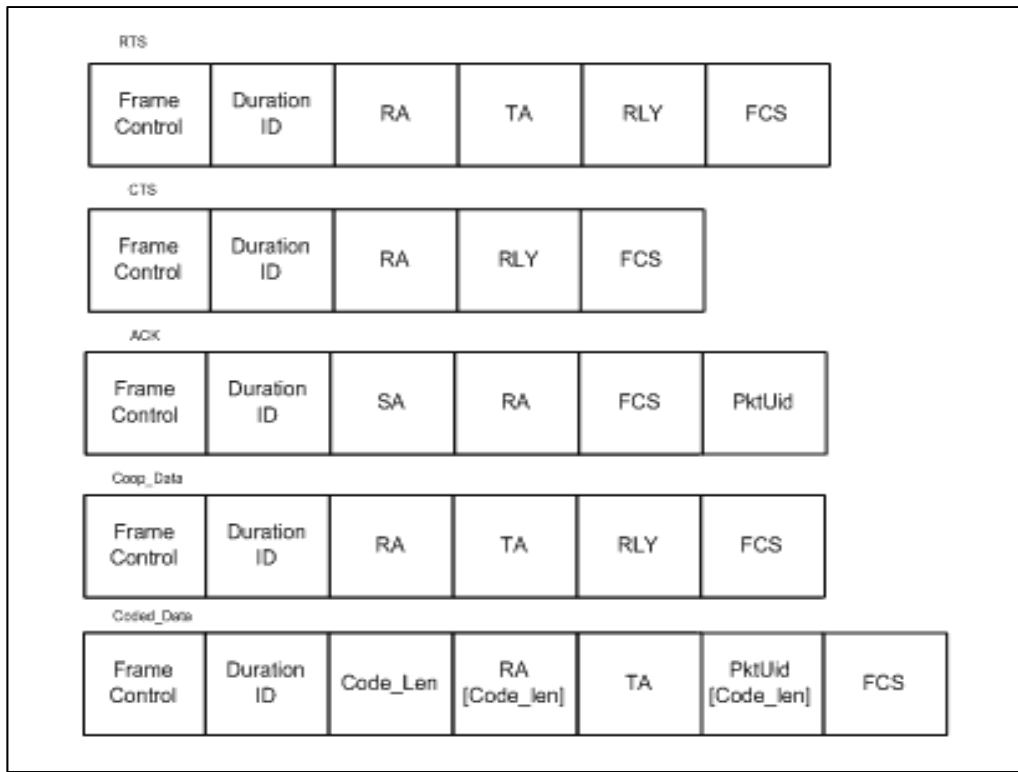 RTS
Frame Control
Duration ID
RA
TA
RLY
FCS
CTS
Frame Control
Duration ID
RA
RLY
FCS
ACK
Frame Control
Duration ID
SA
RA
FCS
PktUid
Coop_Data
Frame Control
Duration ID
RA
TA
RLY
FCS
Coded_Data
Frame Control
Duration ID
Code_Len
RA [Code_len]
TA
PktUid [Code_len]
FCS